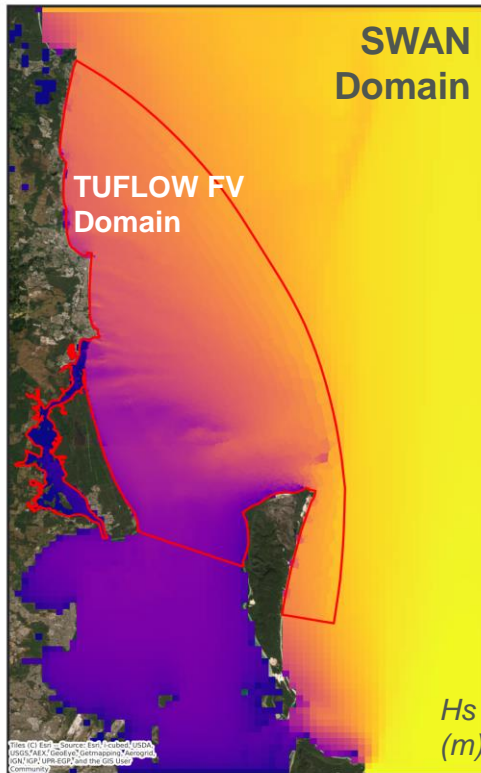 SWAN
Domain
TUFLOW FV
Domain
Hs
(m)
Tiles (C) Esri -- Source: Esri, i-cubed, USDA,
USGS, AEX, GeoEye, Getmapping, Aerogrid,
IGN, IGP, UPR-EGP, and the GIS User
Community